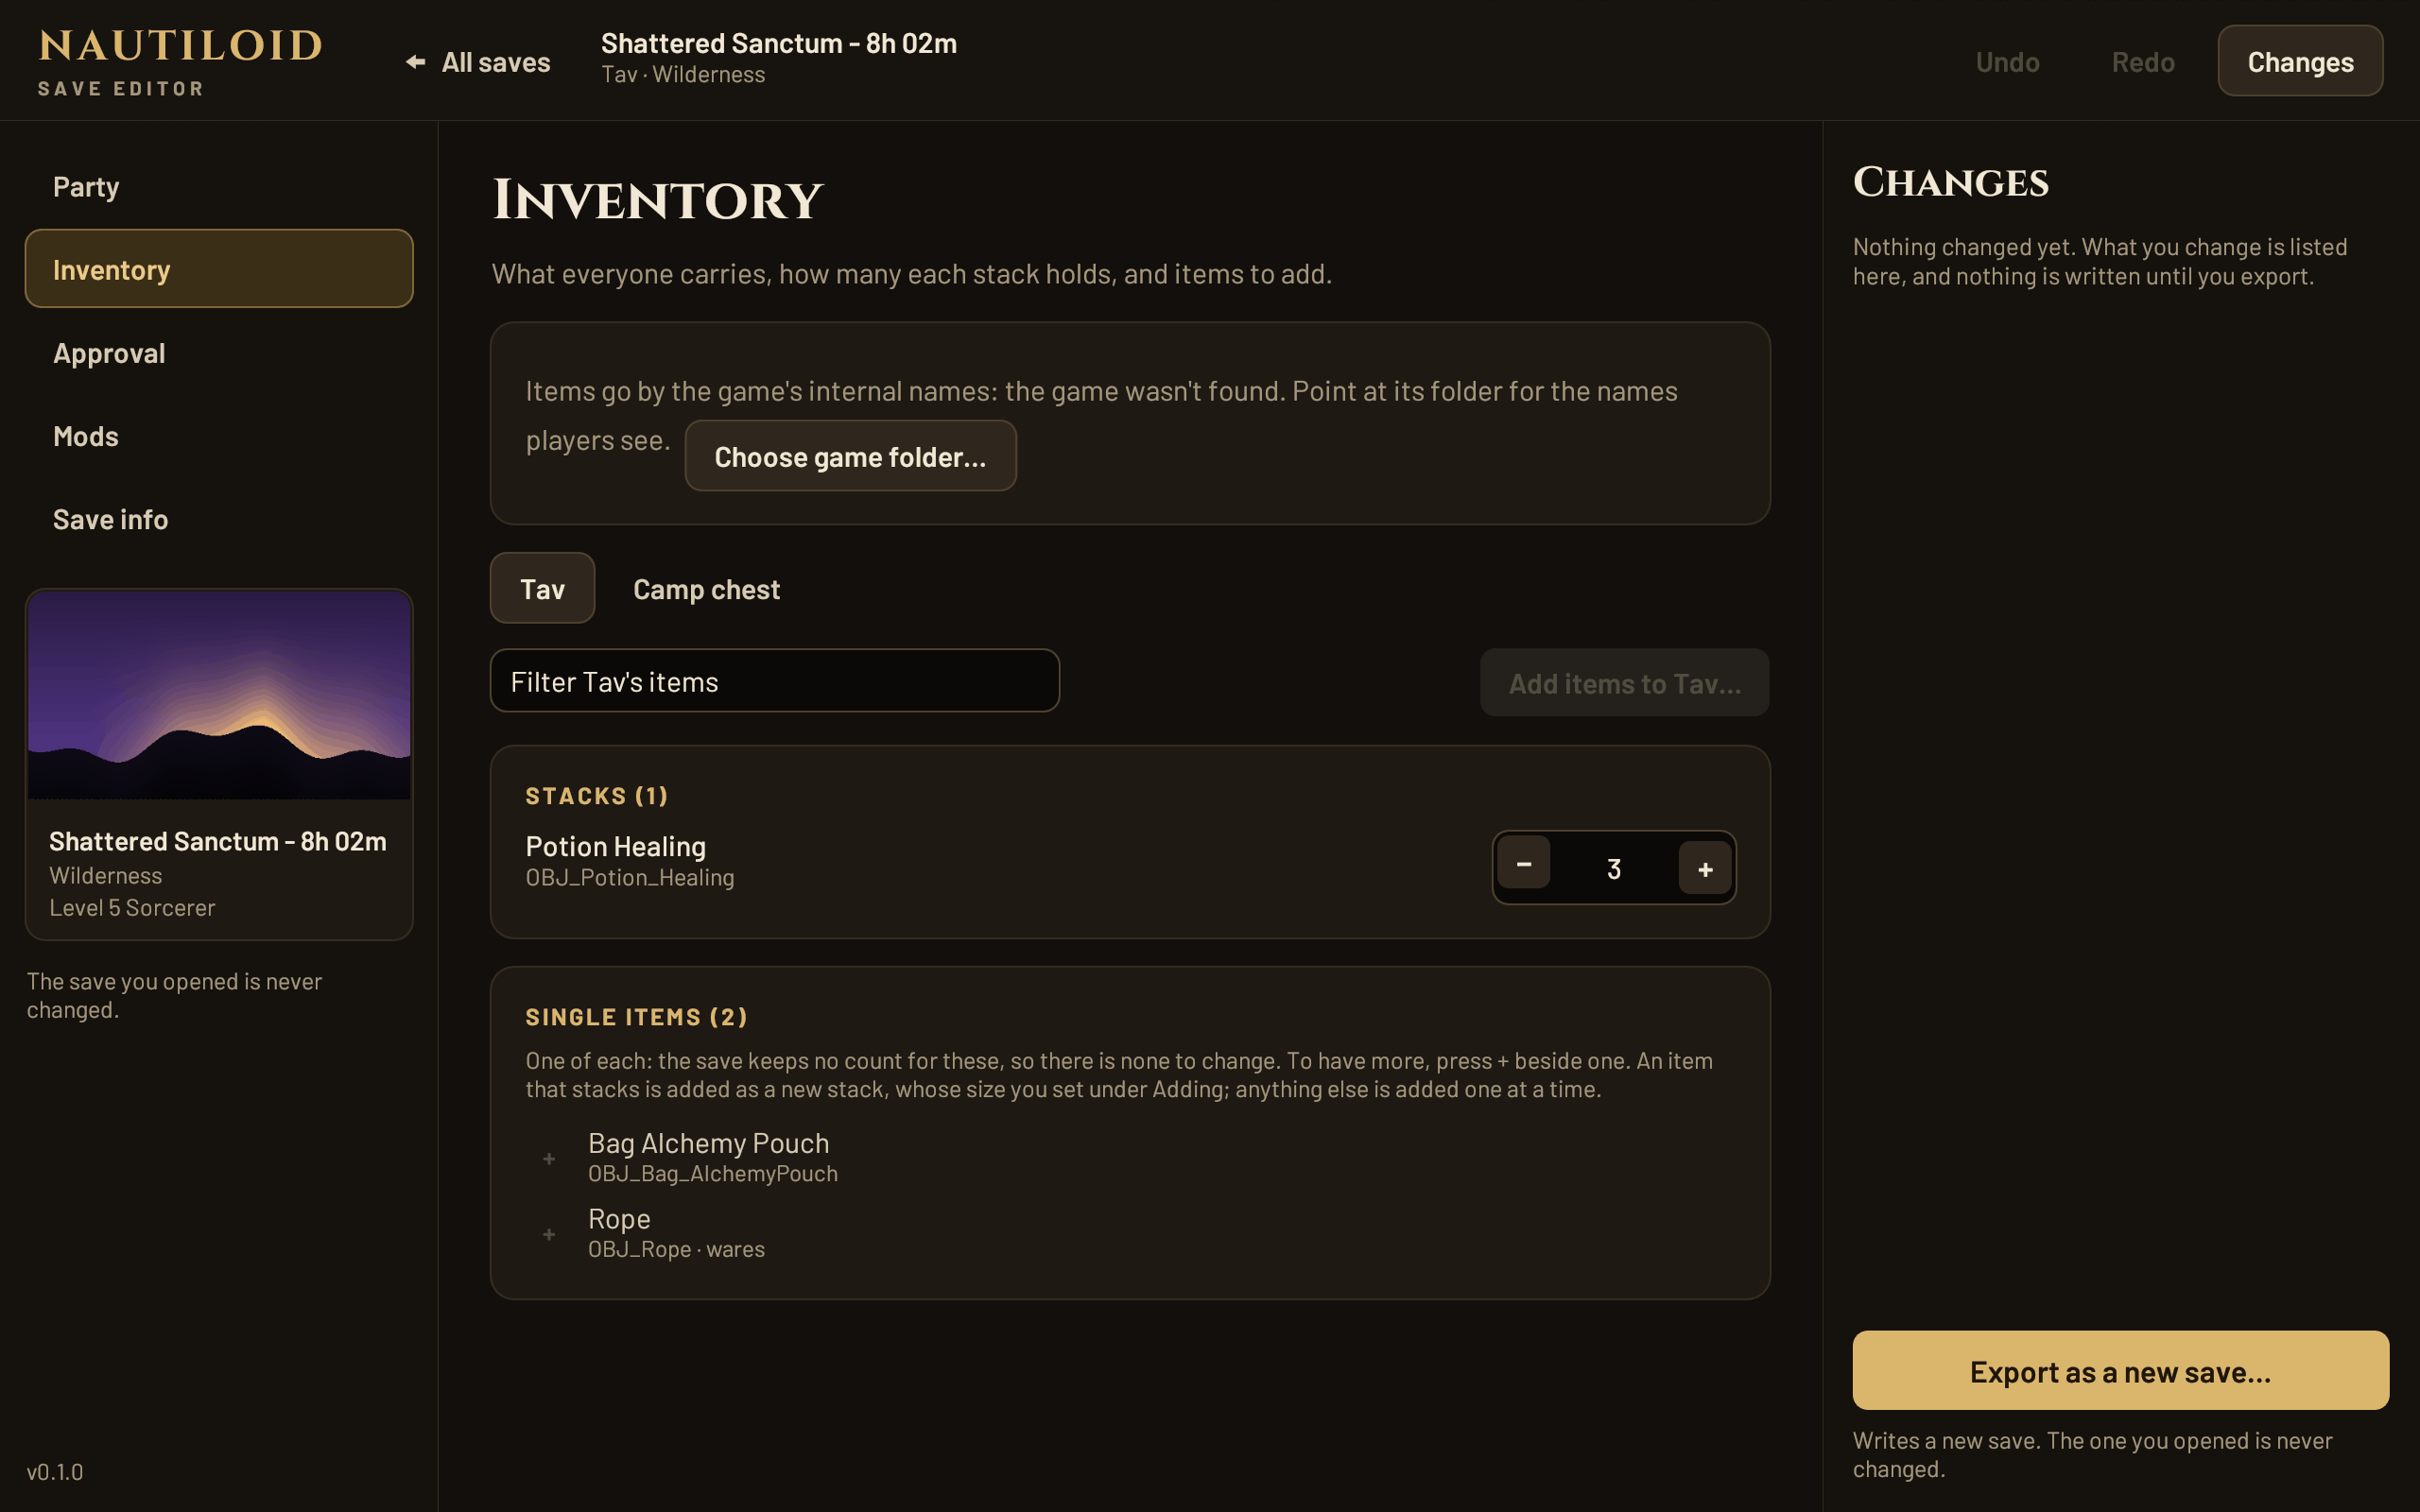 NAUTILOID
SAVE EDITOR
All saves
Shattered Sanctum - 8h 02m
Tav · Wilderness
Undo
Redo
Changes
Party
Inventory
Approval
Mods
Save info
Shattered Sanctum - 8h 02m
Wilderness
Level 5 Sorcerer
The save you opened is never
changed.
v0.1.0
INVENTORY
What everyone carries, how many each stack holds, and items to add.
Items go by the game's internal names: the game wasn't found. Point at its folder for the names
players see.
Choose game folder...
Tav
Camp chest
Filter Tav's items
Add items to Tav...
STACKS (1)
Potion Healing
OBJ_Potion_Healing
− 3 +
SINGLE ITEMS (2)
One of each: the save keeps no count for these, so there is none to change. To have more, press + beside one. An item
that stacks is added as a new stack, whose size you set under Adding; anything else is added one at a time.
+ Bag Alchemy Pouch
OBJ_Bag_AlchemyPouch
+ Rope
OBJ_Rope · wares
CHANGES
Nothing changed yet. What you change is listed
here, and nothing is written until you export.
Export as a new save...
Writes a new save. The one you opened is never
changed.